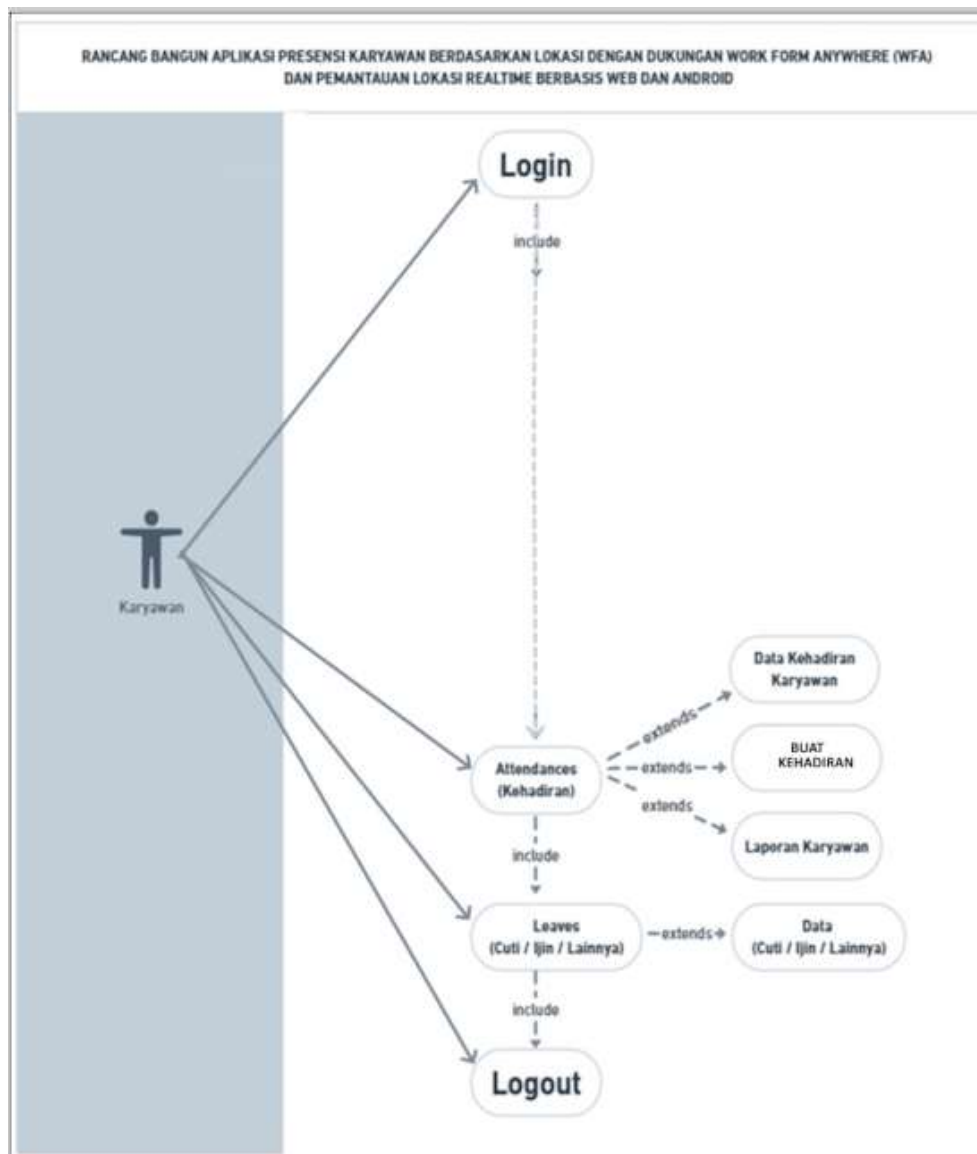 RANCANG BANGUN APLIKASI PRESENSI KARYAWAN BERDASARKAN LOKASI DENGAN DUKUNGAN WORK FORM ANYWHERE (WFA)
DAN PEMANTAUAN LOKASI REALTIME BERBASIS WEB DAN ANDROID
Login
include
Karyawan
Data Kehadiran
Karyawan
extends
Attendances
(Kehadiran)
extends
BUAT
KEHADIRAN
extends
Laporan Karyawan
include
Leaves
(Cuti / Ijin / Lainnya)
extends
Data
(Cuti / Ijin / Lainnya)
include
Logout